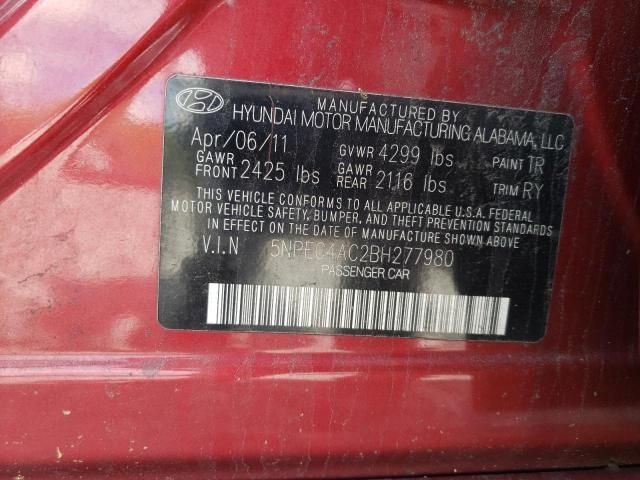 MANUFACTURED BY
HYUNDAI MOTOR MANUFACTURING ALABAMA, LLC
Apr/06/11 GVWR 4299 lbs PAINT TR
GAWR FRONT 2425 lbs GAWR REAR 2116 lbs TRIM RY
THIS VEHICLE CONFORMS TO ALL APPLICABLE U.S.A. FEDERAL
MOTOR VEHICLE SAFETY, BUMPER, AND THEFT PREVENTION
STANDARDS IN EFFECT ON THE DATE OF MANUFACTURE SHOWN ABOVE.
V.I.N 5NPEC4AC2BH277980
PASSENGER CAR